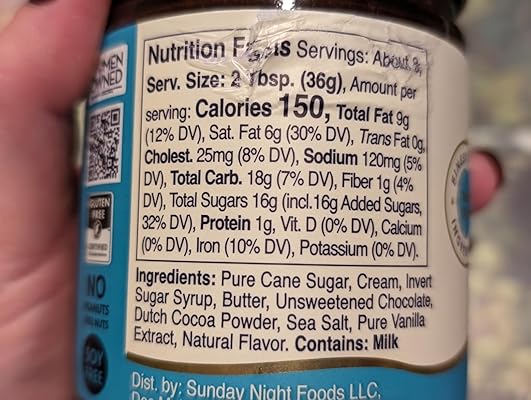 Nutrition Facts Servings: About 8,
Serv. Size: 2 Tbsp. (36g), Amount per
serving: Calories 150, Total Fat 9g
(12% DV), Sat. Fat 6g (30% DV), Trans Fat 0g,
Cholest. 25mg (8% DV), Sodium 120mg (5%
DV), Total Carb. 18g (7% DV), Fiber 1g (4%
DV), Total Sugars 16g (incl.16g Added Sugars,
32% DV), Protein 1g, Vit. D (0% DV), Calcium
(0% DV), Iron (10% DV), Potassium (0% DV).
Ingredients: Pure Cane Sugar, Cream, Invert
Sugar Syrup, Butter, Unsweetened Chocolate,
Dutch Cocoa Powder, Sea Salt, Pure Vanilla
Extract, Natural Flavor. Contains: Milk
Dist. by: Sunday Night Foods LLC,
OWNED
GLUTEN
FREE
NO
SOY
FREE